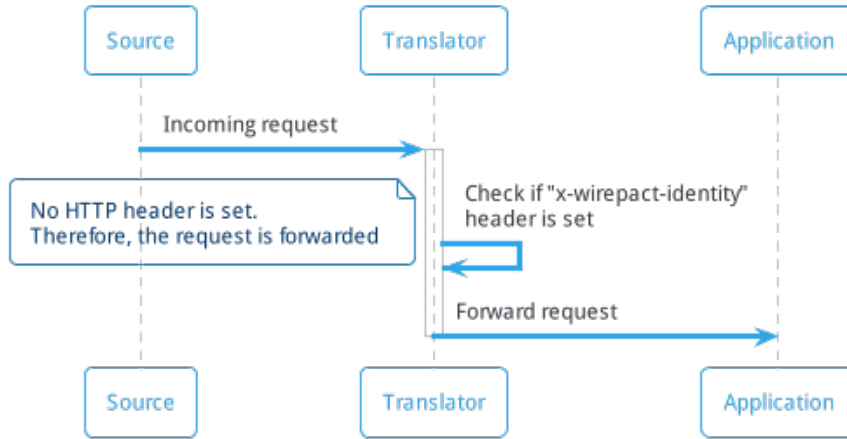 Source
Translator
Application
Incoming request
No HTTP header is set.
Therefore, the request is forwarded
Check if "x-wirepact-identity"
header is set
Forward request
Source
Translator
Application